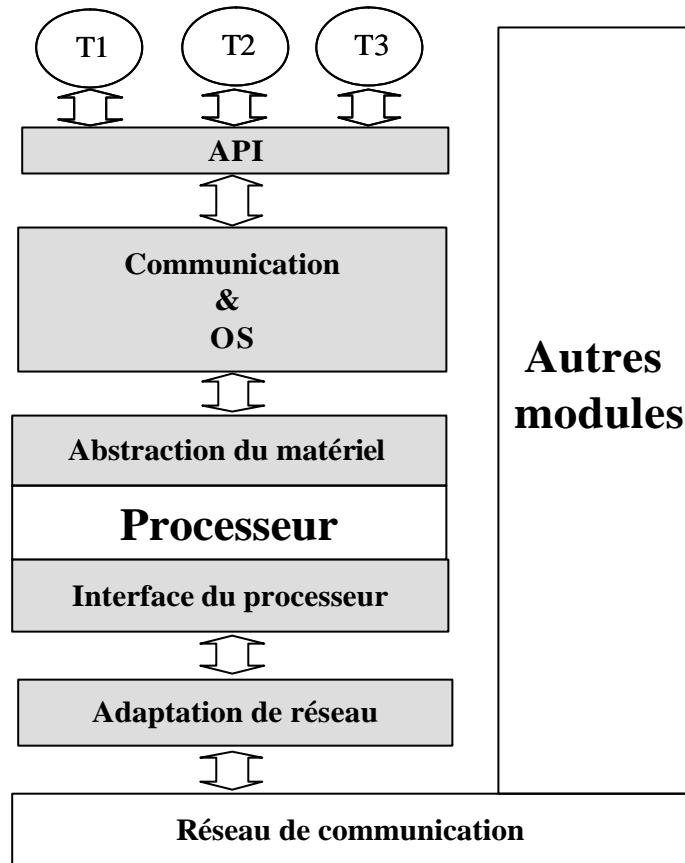 T1
T2
T3
API
Communication
&
OS
Abstraction du matériel
Processeur
Interface du processeur
Adaptation de réseau
Réseau de communication
Autres
modules